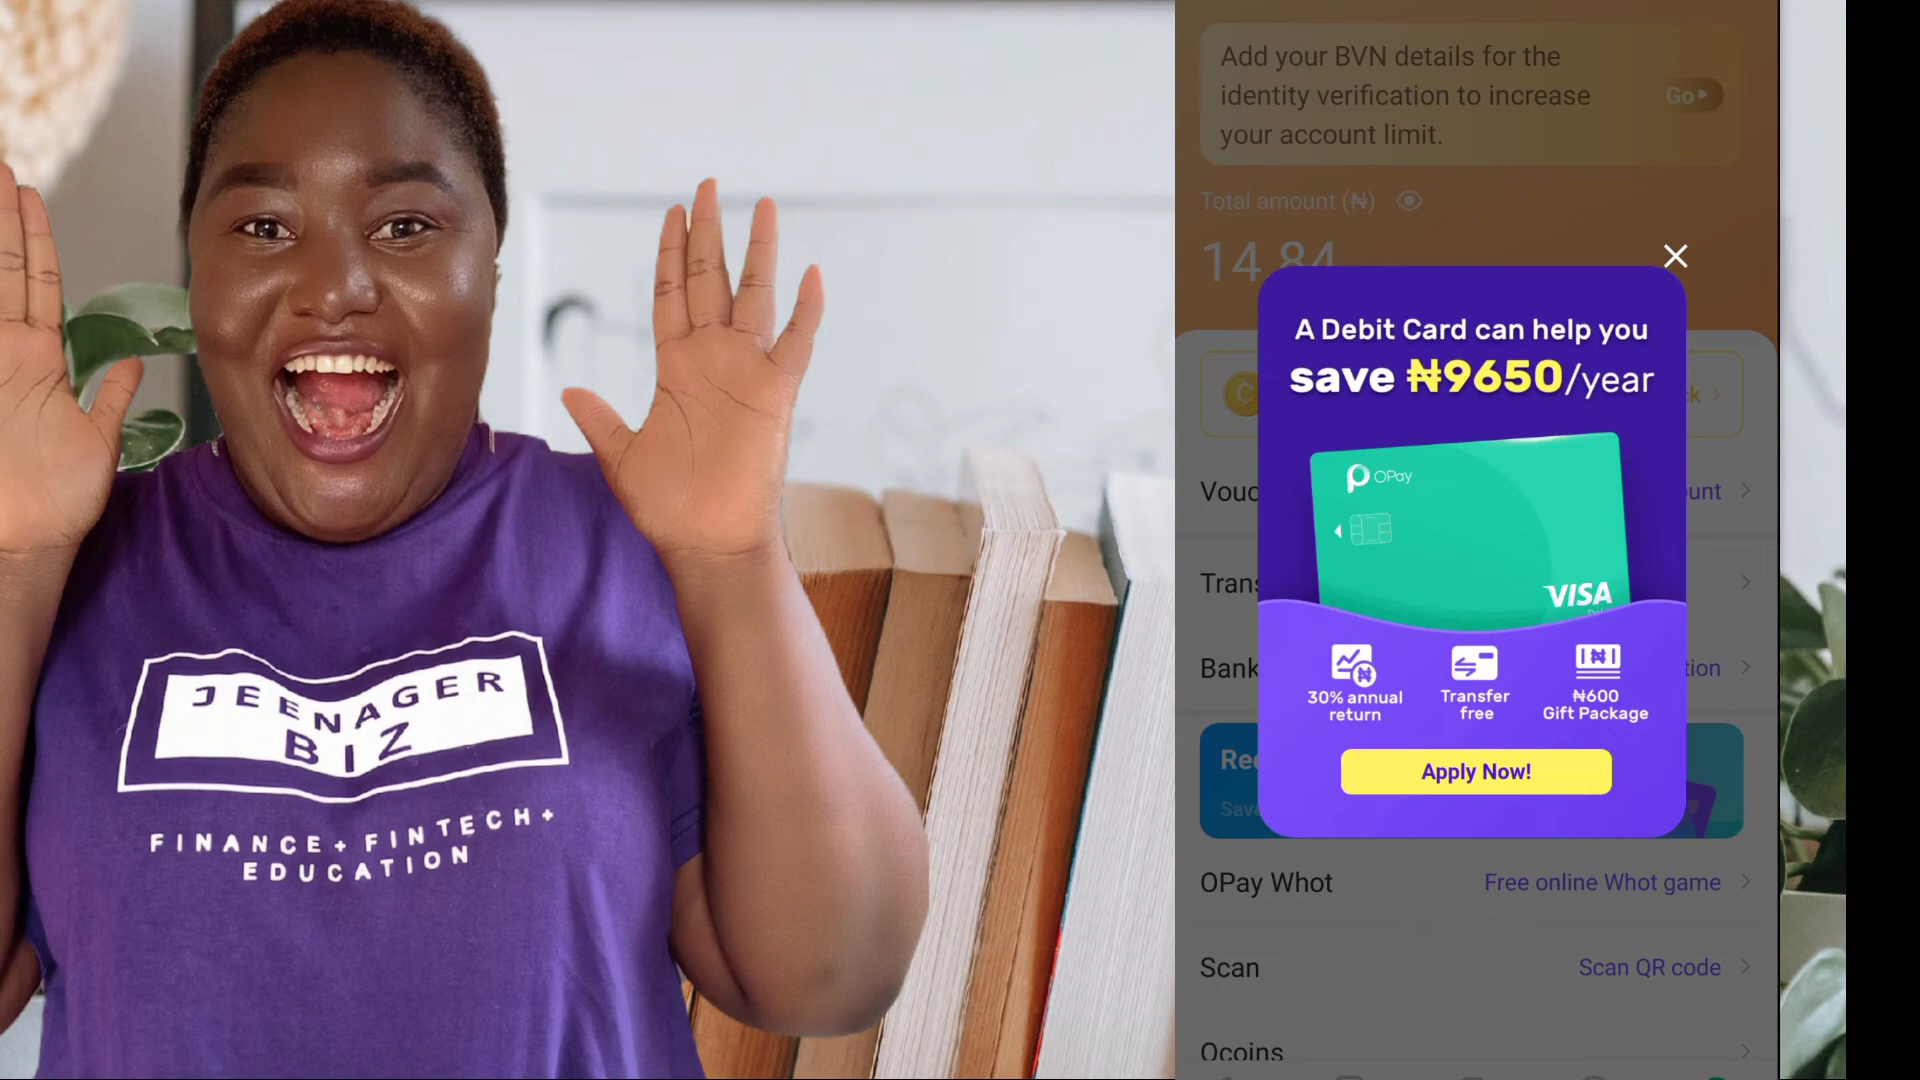 JEENAGER
BIZ
FINANCE + FINTECH +
EDUCATION
Add your BVN details for the
identity verification to increase
your account limit.
Go
Total amount (₦)
14.84
A Debit Card can help you
save ₦9650/year
OPay
VISA
30% annual
return
Transfer
free
₦600
Gift Package
Apply Now!
OPay Whot
Free online Whot game
Scan
Scan QR code
Ocoins